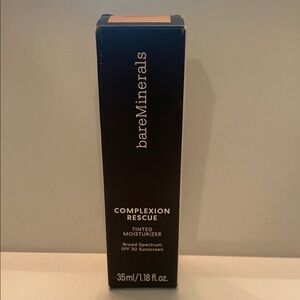 bareMinerals
COMPLEXION
RESCUE
TINTED
MOISTURIZER
Broad Spectrum
SPF 30 Sunscreen
35ml/1.18 fl.oz.